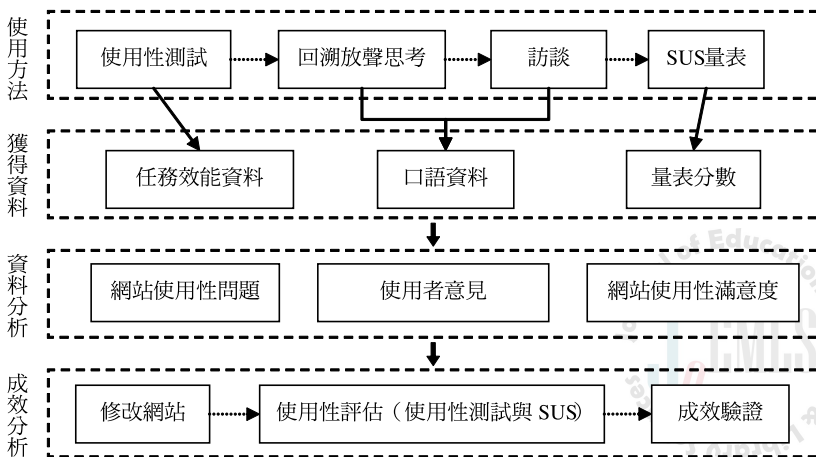 使用方法
使用性測試
回溯放聲思考
訪談
SUS量表
獲得資料
任務效能資料
口語資料
量表分數
資料分析
網站使用性問題
使用者意見
網站使用性滿意度
成效分析
修改網站
使用性評估（使用性測試與 SUS）
成效驗證
of Education